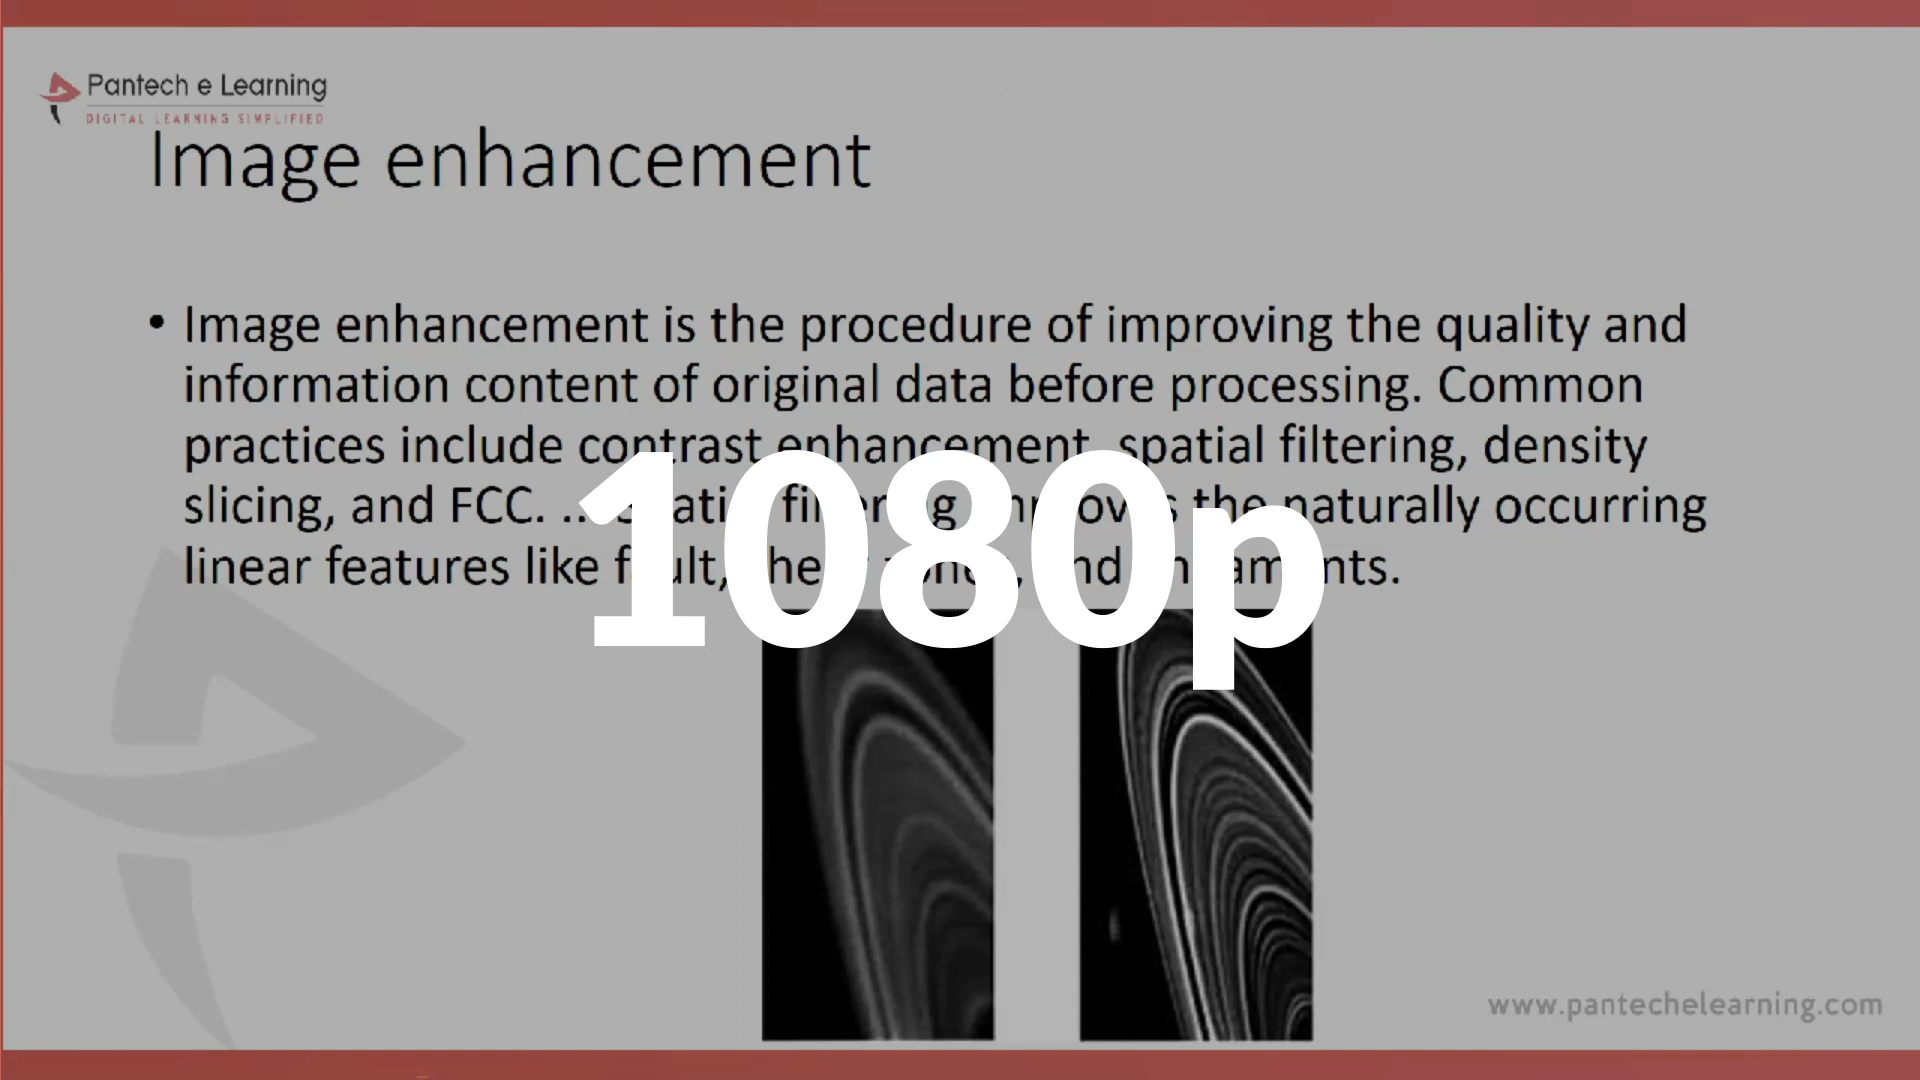 Pantech e Learning
DIGITAL LEARNING SIMPLIFIED
Image enhancement
• Image enhancement is the procedure of improving the quality and
information content of original data before processing. Common
practices include contrast enhancement, spatial filtering, density
slicing, and FCC. ... Spatial filtering improves the naturally occurring
linear features like fault, shear zones, and lineaments.
1080p
www.pantechelearning.com